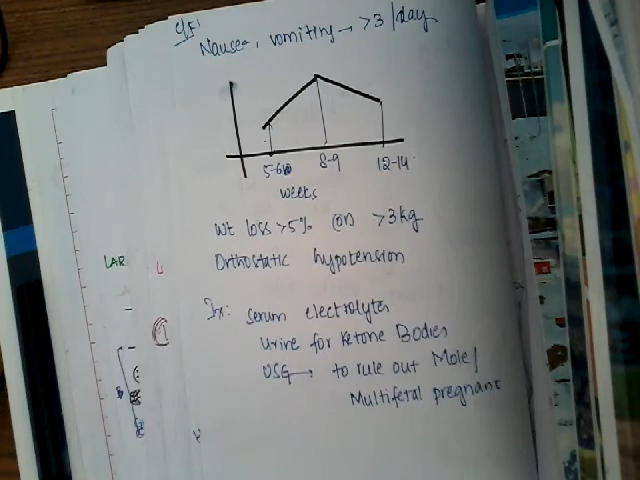 C/F:
Nausea, vomiting → >3/day
5-6 8-9 12-14
weeks
Wt loss >5% (or) >3kg
Orthostatic hypotension
LAR
Ix: Serum electrolytes
Urine for Ketone Bodies
USG → to rule out Mole/
Multifetal pregnant